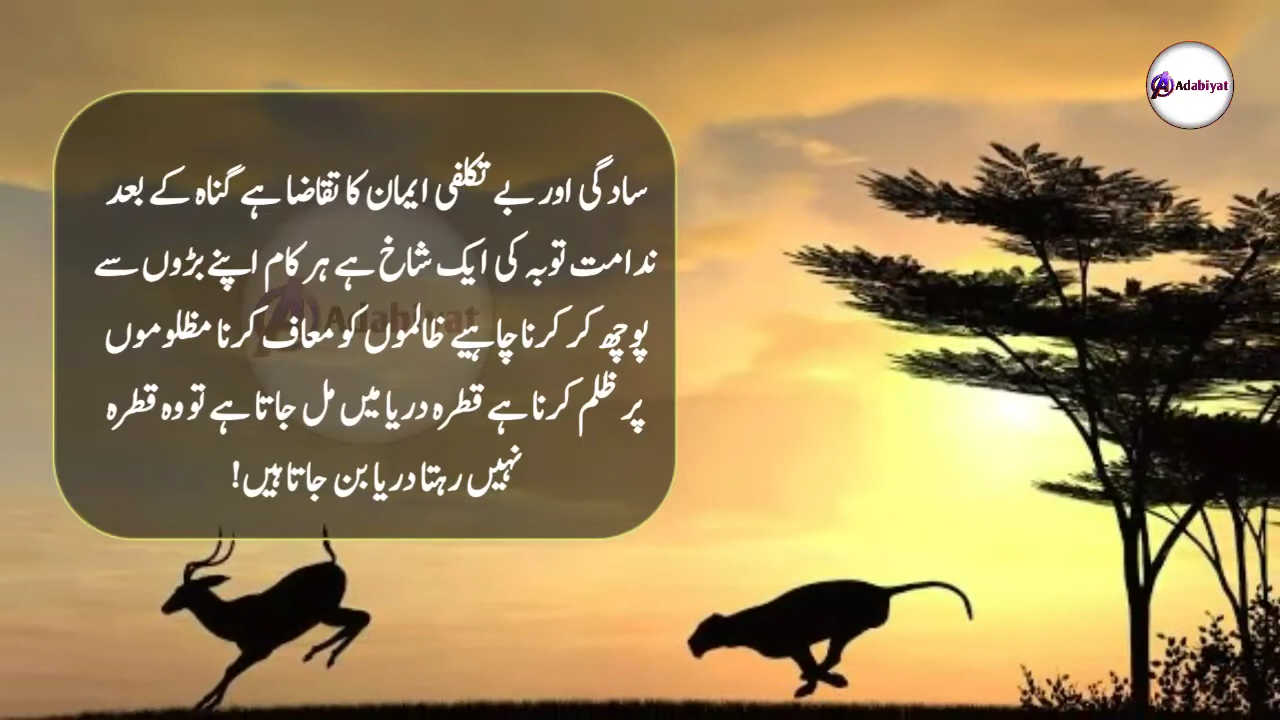 Adabiyat
سادگی اور بے تکلفی ایمان کا تقاضا ہے گناہ کے بعد
ندامت توبہ کی ایک شاخ ہے ہر کام اپنے بڑوں سے
پوچھ کر کرنا چاہیے ظالموں کو معاف کرنا مظلوموں
پر ظلم کرنا ہے قطرہ دریا میں مل جاتا ہے تو وہ قطرہ
نہیں رہتا دریا بن جاتا ہیں!
Adabiyat